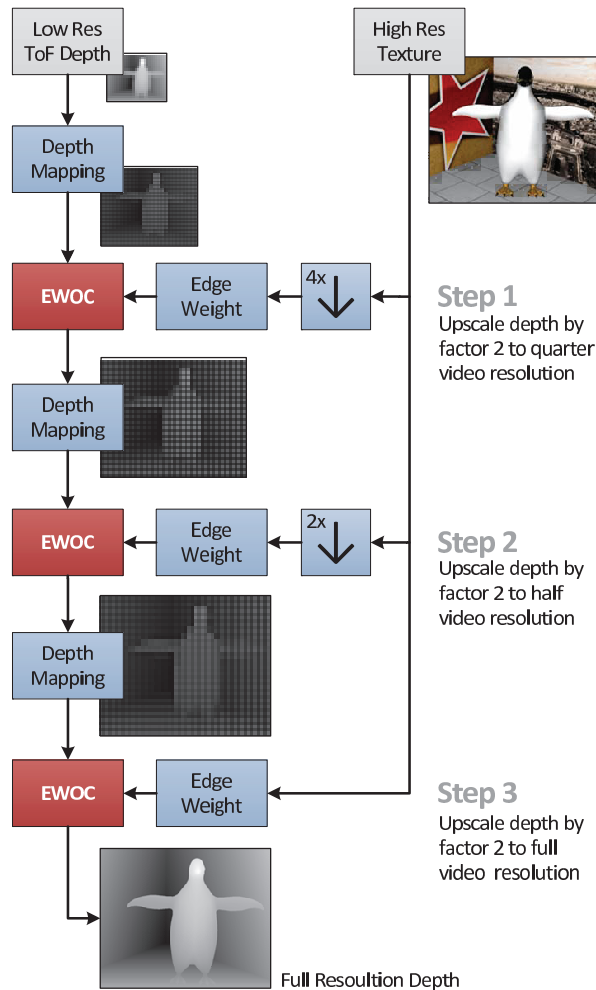 Low Res
ToF Depth
High Res
Texture
Depth
Mapping
EWOC
Edge
Weight
4x
Step 1
Upscale depth by
factor 2 to quarter
video resolution
Depth
Mapping
EWOC
Edge
Weight
2x
Step 2
Upscale depth by
factor 2 to half
video resolution
Depth
Mapping
EWOC
Edge
Weight
Step 3
Upscale depth by
factor 2 to full
video resolution
Full Resoultion Depth